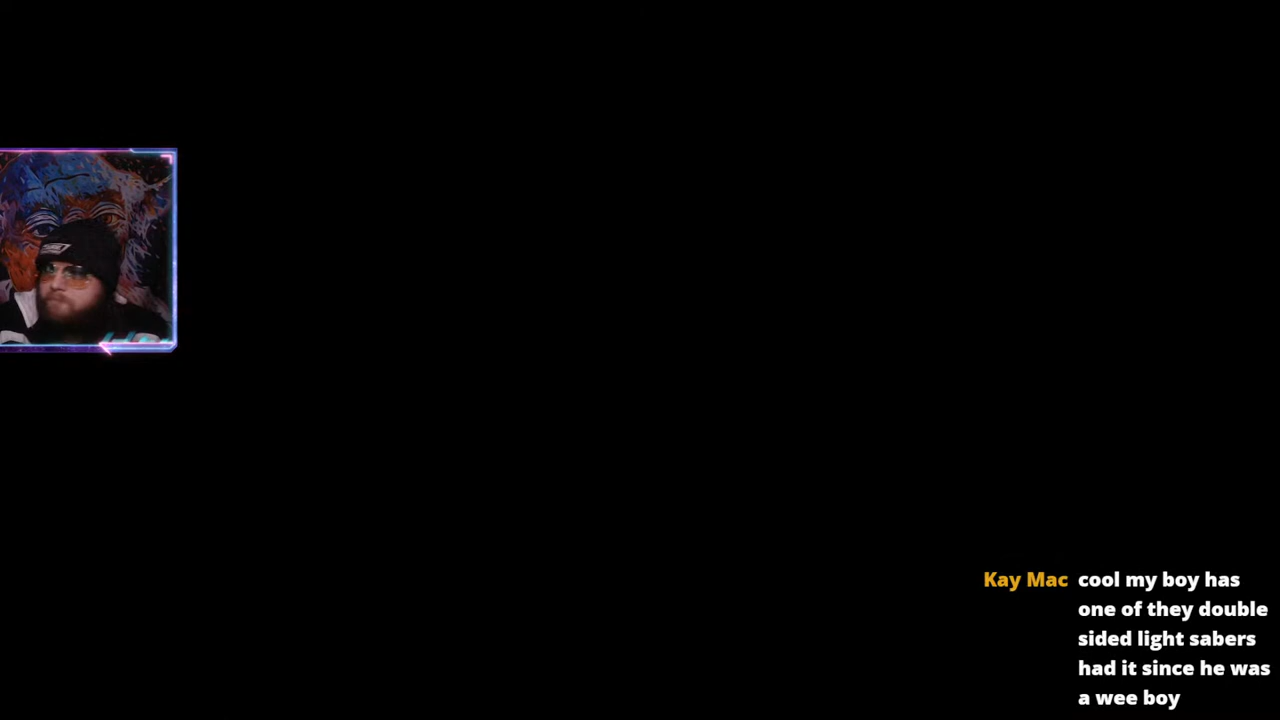 Kay Mac cool my boy has
one of they double
sided light sabers
had it since he was
a wee boy